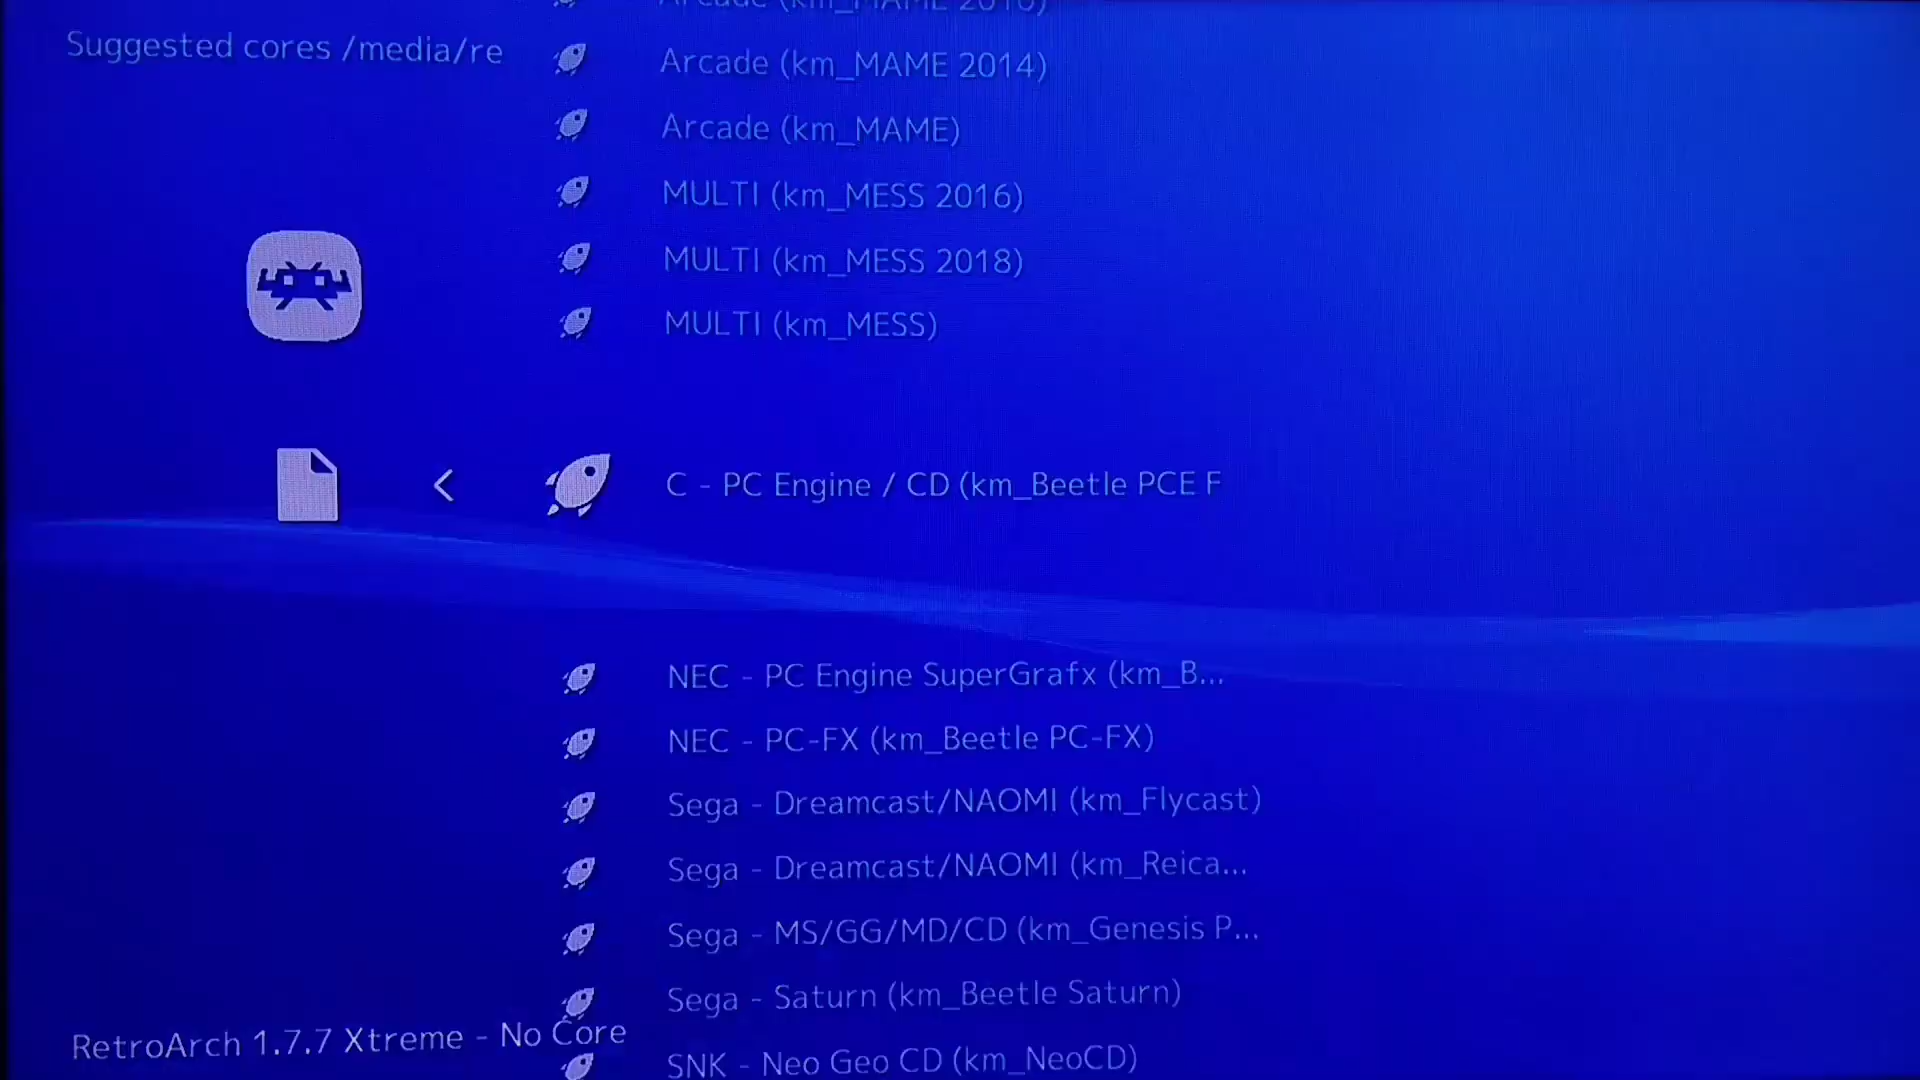 Arcade (km_MAME 2016)
Suggested cores /media/re
Arcade (km_MAME 2014)
Arcade (km_MAME)
MULTI (km_MESS 2016)
MULTI (km_MESS 2018)
MULTI (km_MESS)
C - PC Engine / CD (km_Beetle PCE F
NEC - PC Engine SuperGrafx (km_B...
NEC - PC-FX (km_Beetle PC-FX)
Sega - Dreamcast/NAOMI (km_Flycast)
Sega - Dreamcast/NAOMI (km_Reica...
Sega - MS/GG/MD/CD (km_Genesis P...
Sega - Saturn (km_Beetle Saturn)
RetroArch 1.7.7 Xtreme - No Core
SNK - Neo Geo CD (km_NeoCD)